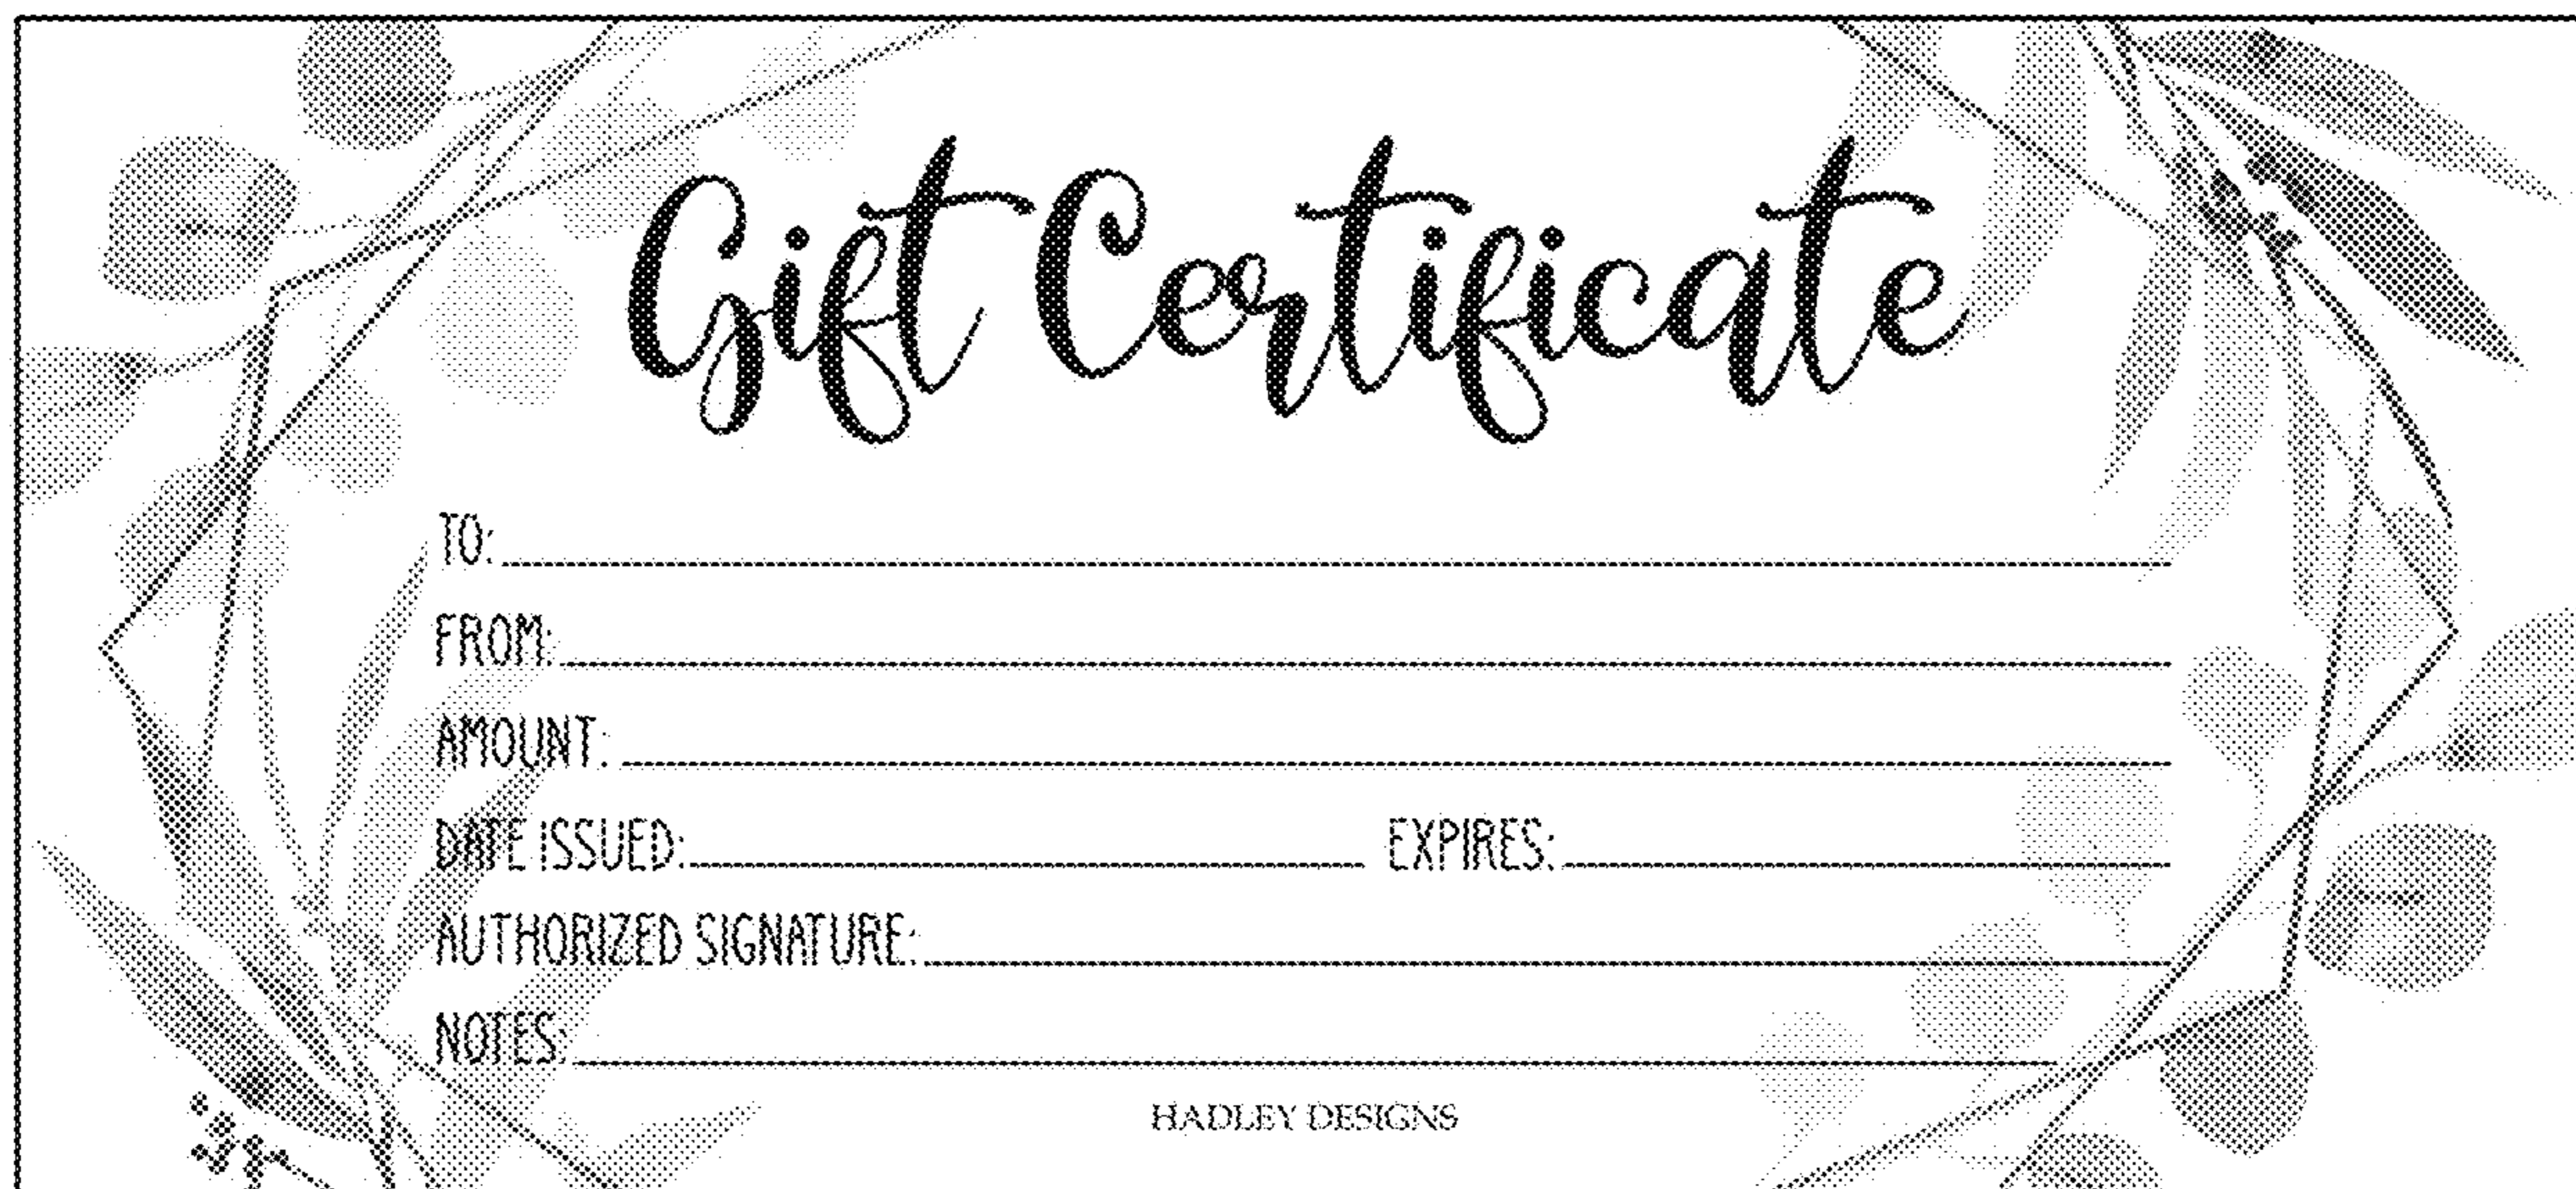 Gift Certificate
TO:
FROM:
AMOUNT:
DATE ISSUED: EXPIRES:
AUTHORIZED SIGNATURE:
NOTES:
HADLEY DESIGNS